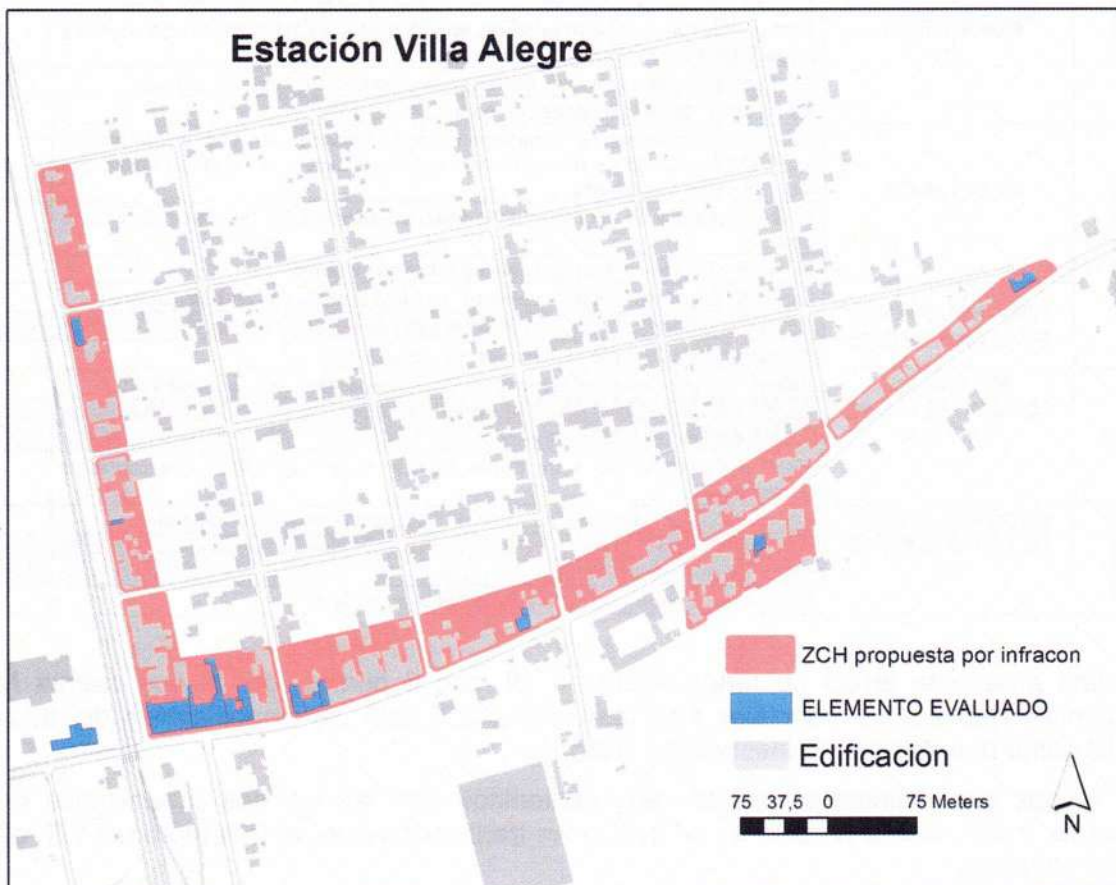 Estación Villa Alegre
ZCH propuesta por infracon
ELEMENTO EVALUADO
Edificacion
75 37,5 0 75 Meters
N